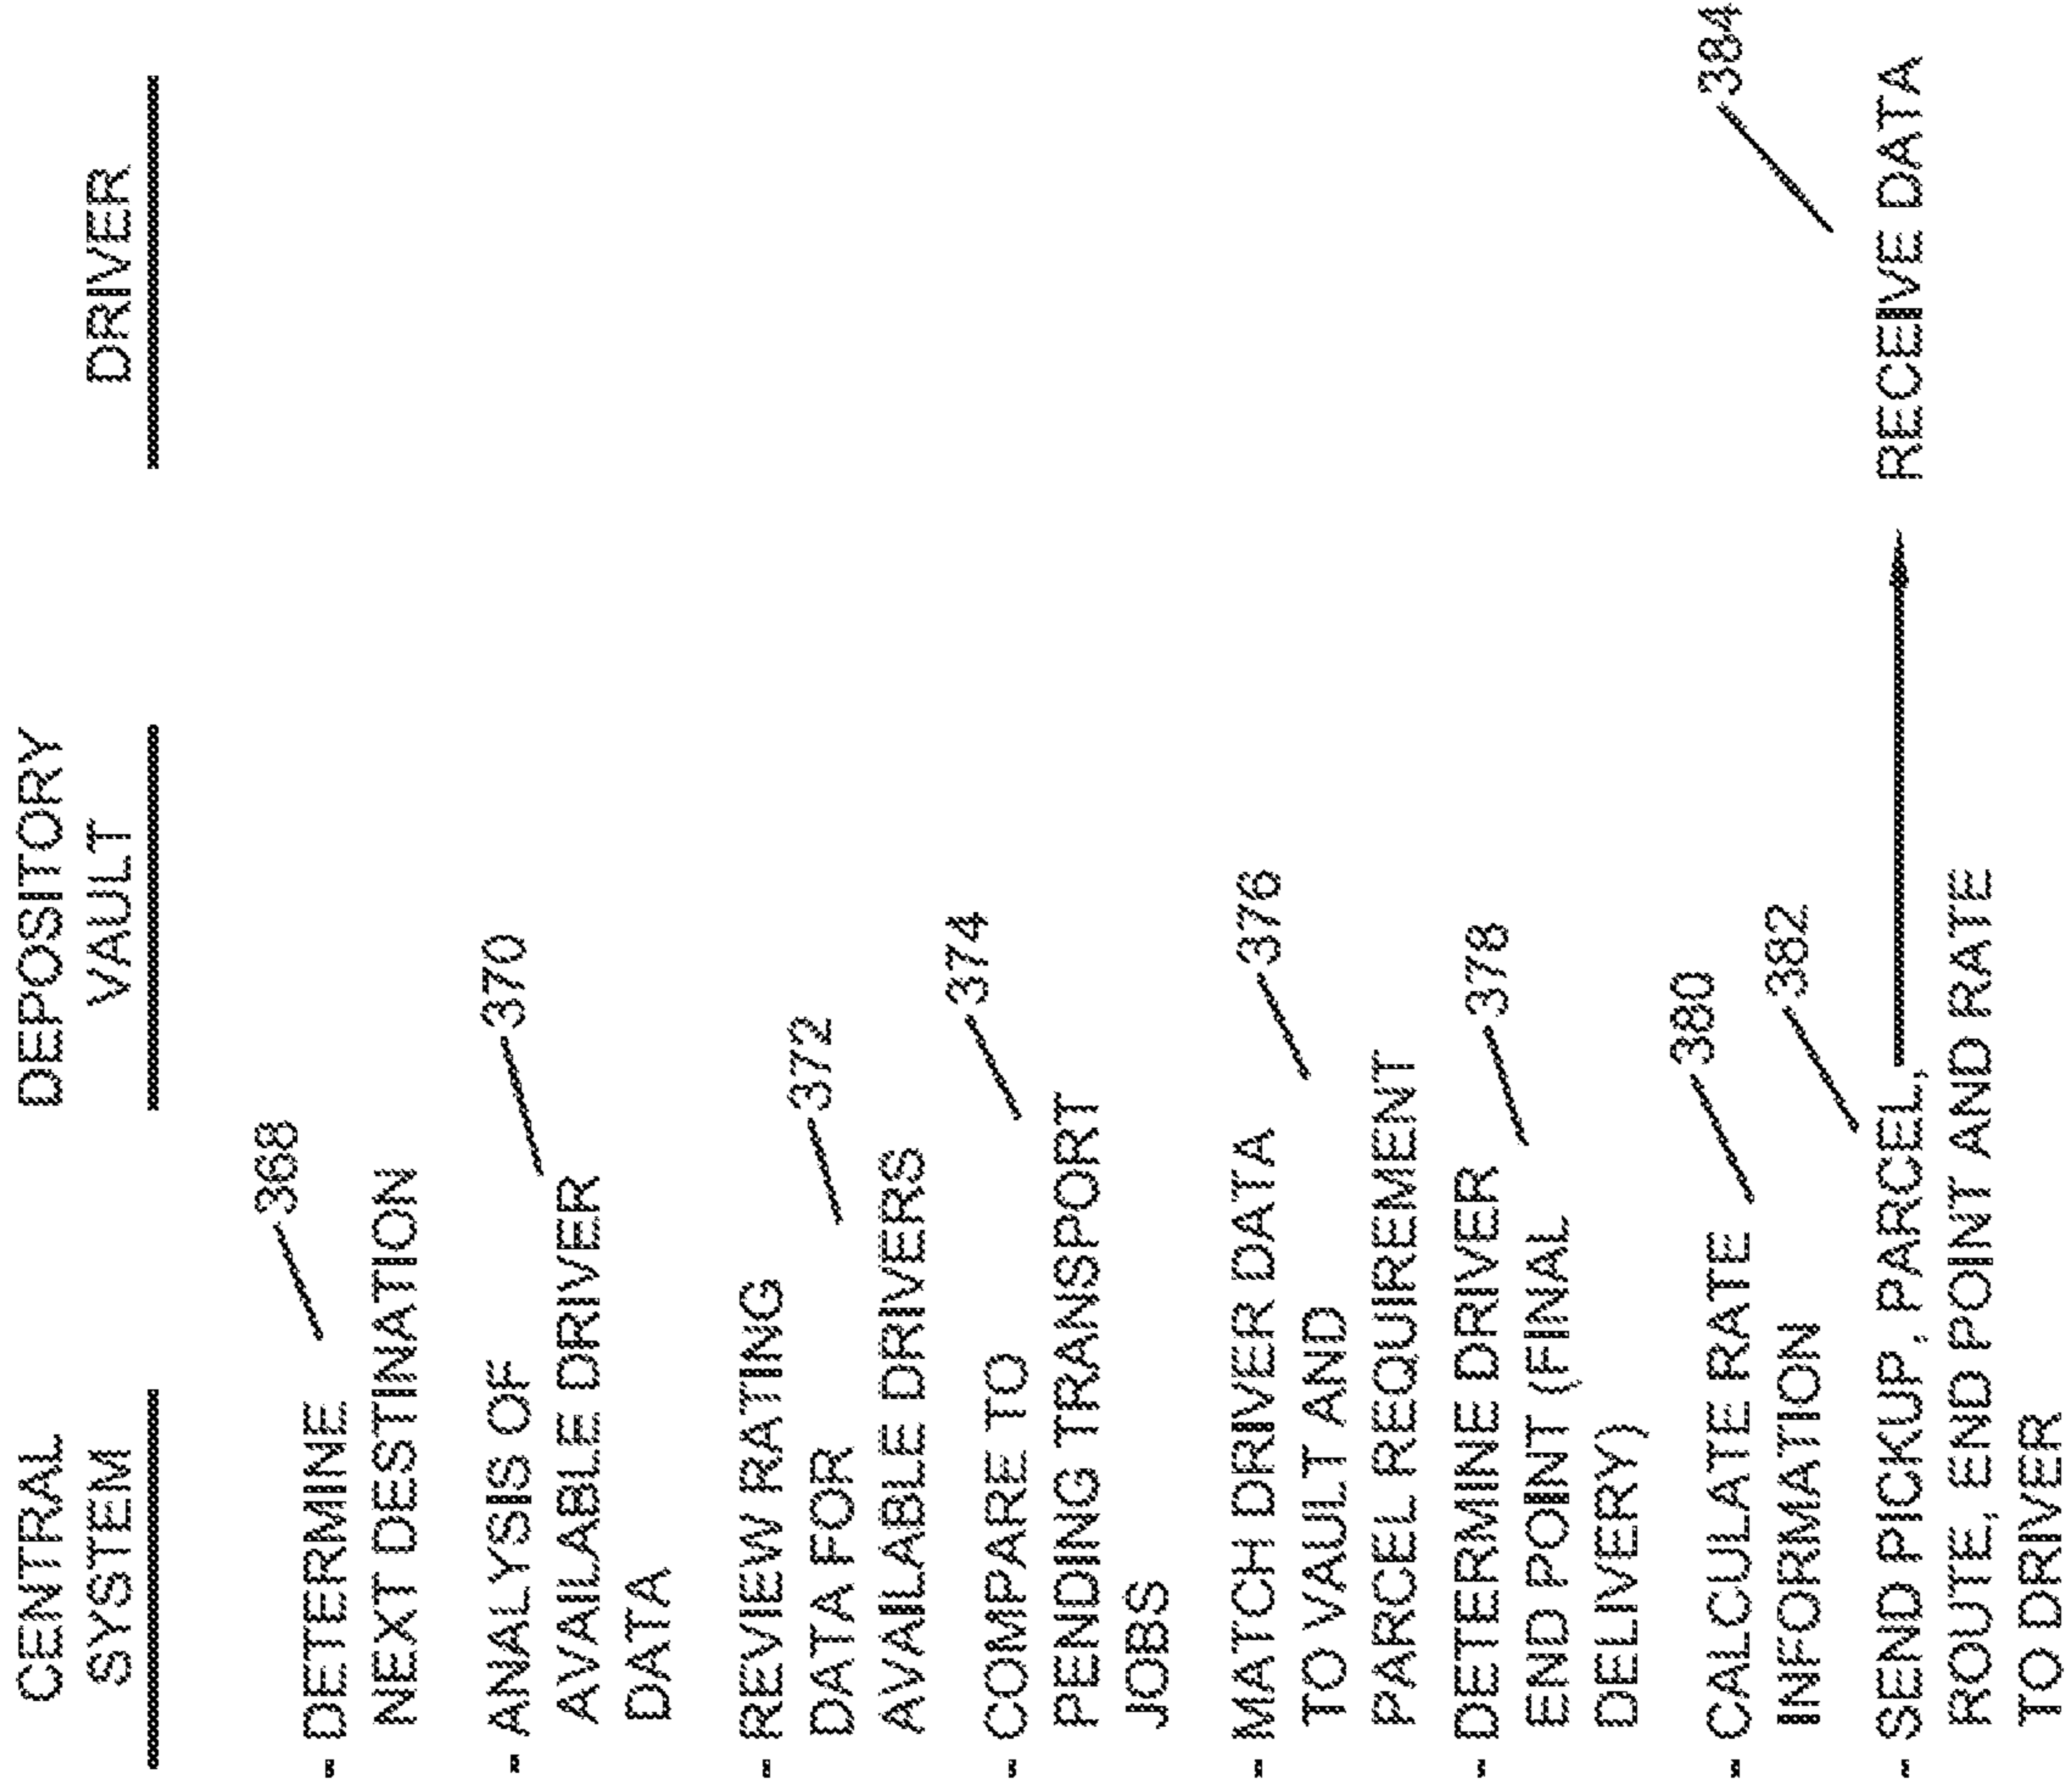 CENTRAL
SYSTEM
DEPOSITORY
VAULT
DRIVER
368
- DETERMINE
NEXT DESTINATION
370
- ANALYSIS OF
AVAILABLE DRIVER
DATA
372
- REVIEW RATING
DATA FOR
AVAILABLE DRIVERS
374
- COMPARE TO
PENDING TRANSPORT
JOBS
376
- MATCH DRIVER DATA
TO VAULT AND
PARCEL REQUIREMENT
378
- DETERMINE DRIVER
END POINT (FINAL
DELIVERY)
380
- CALCULATE RATE
INFORMATION
382
384
- SEND PICKUP, PARCEL,
ROUTE, END POINT AND RATE
TO DRIVER
RECEIVE DATA